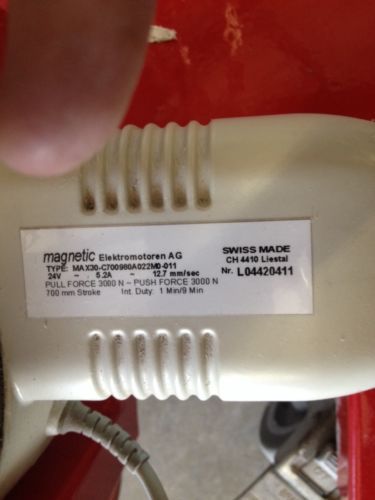 magnetic Elektromotoren AG
SWISS MADE
CH 4410 Liestal
TYPE: MAX30-C700980A022M0-011
24V ~ 5.2A ~ 12.7 mm/sec
Nr. L04420411
PULL FORCE 3000 N ~ PUSH FORCE 3000 N
700 mm Stroke Int. Duty: 1 Min/9 Min